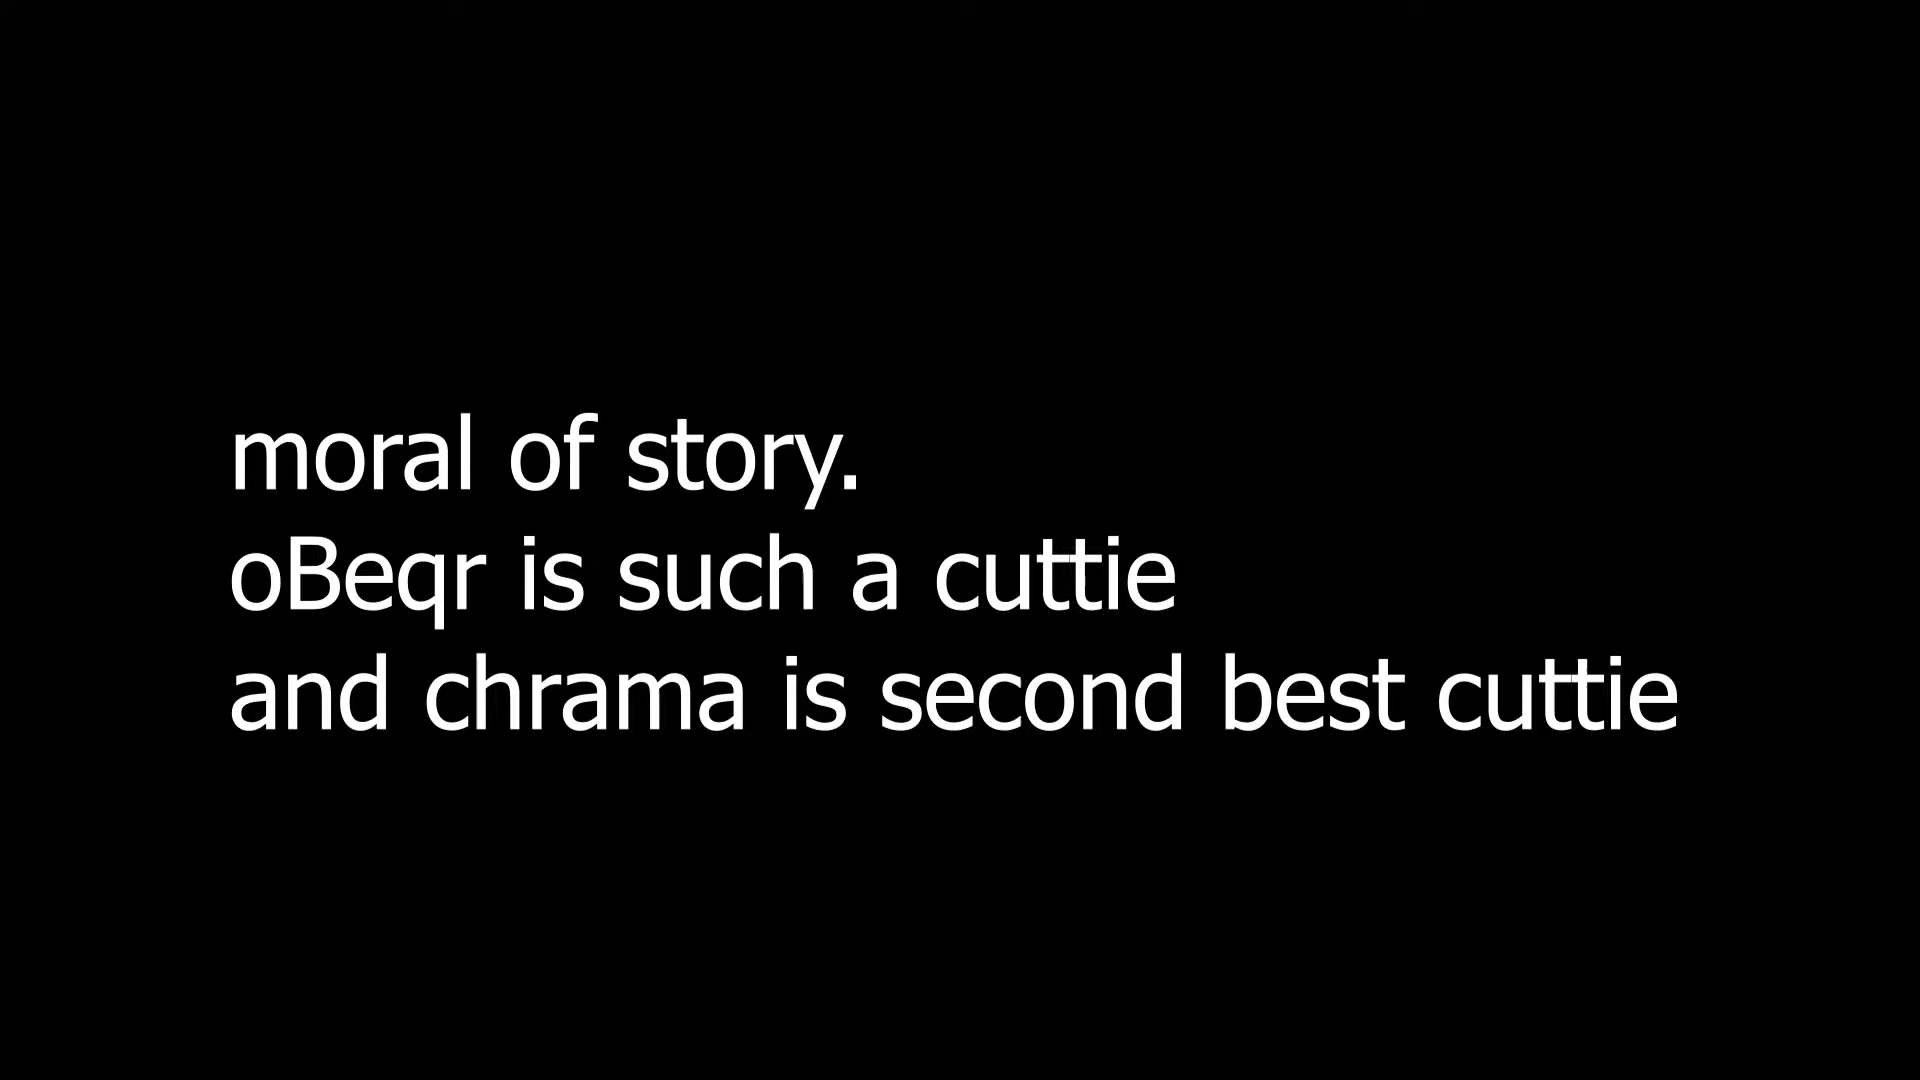 moral of story.
oBeqr is such a cuttie
and chrama is second best cuttie